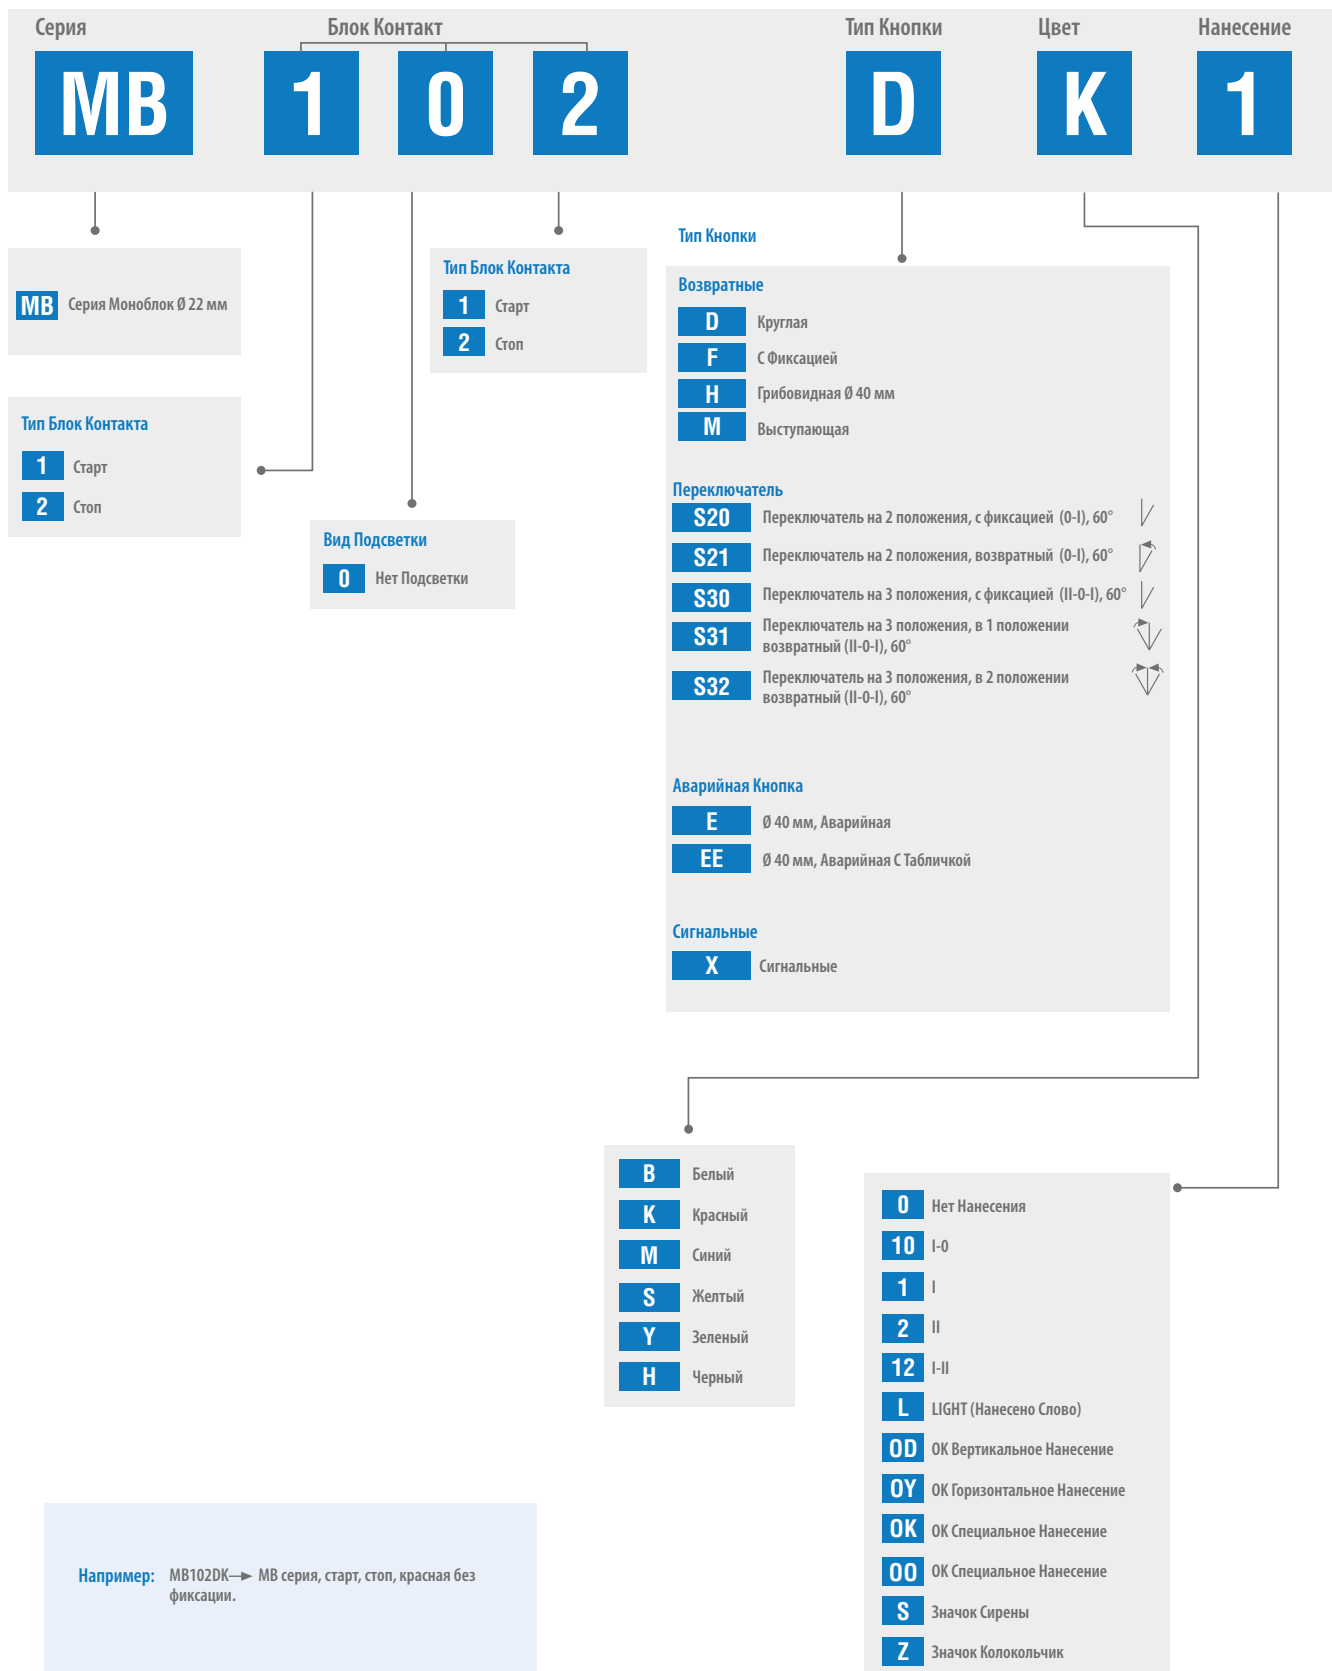 Серия
Блок Контакт
Тип Кнопки
Цвет
Нанесение
MB
1
0
2
D
K
1
MB Серия Моноблок Ø 22 мм
Тип Блок Контакта
1 Старт
2 Стоп
Тип Блок Контакта
1 Старт
2 Стоп
Вид Подсветки
0 Нет Подсветки
Тип Кнопки
Возвратные
D Круглая
F С Фиксацией
H Грибовидная Ø 40 мм
M Выступающая
Переключатель
S20 Переключатель на 2 положения, с фиксацией (0-I), 60°
S21 Переключатель на 2 положения, возвратный (0-I), 60°
S30 Переключатель на 3 положения, с фиксацией (II-0-I), 60°
S31 Переключатель на 3 положения, в 1 положении
возвратный (II-0-I), 60°
S32 Переключатель на 3 положения, в 2 положении
возвратный (II-0-I), 60°
Аварийная Кнопка
E Ø 40 мм, Аварийная
EE Ø 40 мм, Аварийная С Табличкой
Сигнальные
X Сигнальные
B Белый
K Красный
M Синий
S Желтый
Y Зеленый
H Черный
0 Нет Нанесения
10 I-0
1 I
2 II
12 I-II
L LIGHT (Нанесено Слово)
OD ОК Вертикальное Нанесение
OY ОК Горизонтальное Нанесение
OK ОК Специальное Нанесение
OO ОК Специальное Нанесение
S Значок Сирены
Z Значок Колокольчик
Например: MB102DK MB серия, старт, стоп, красная без
фиксации.